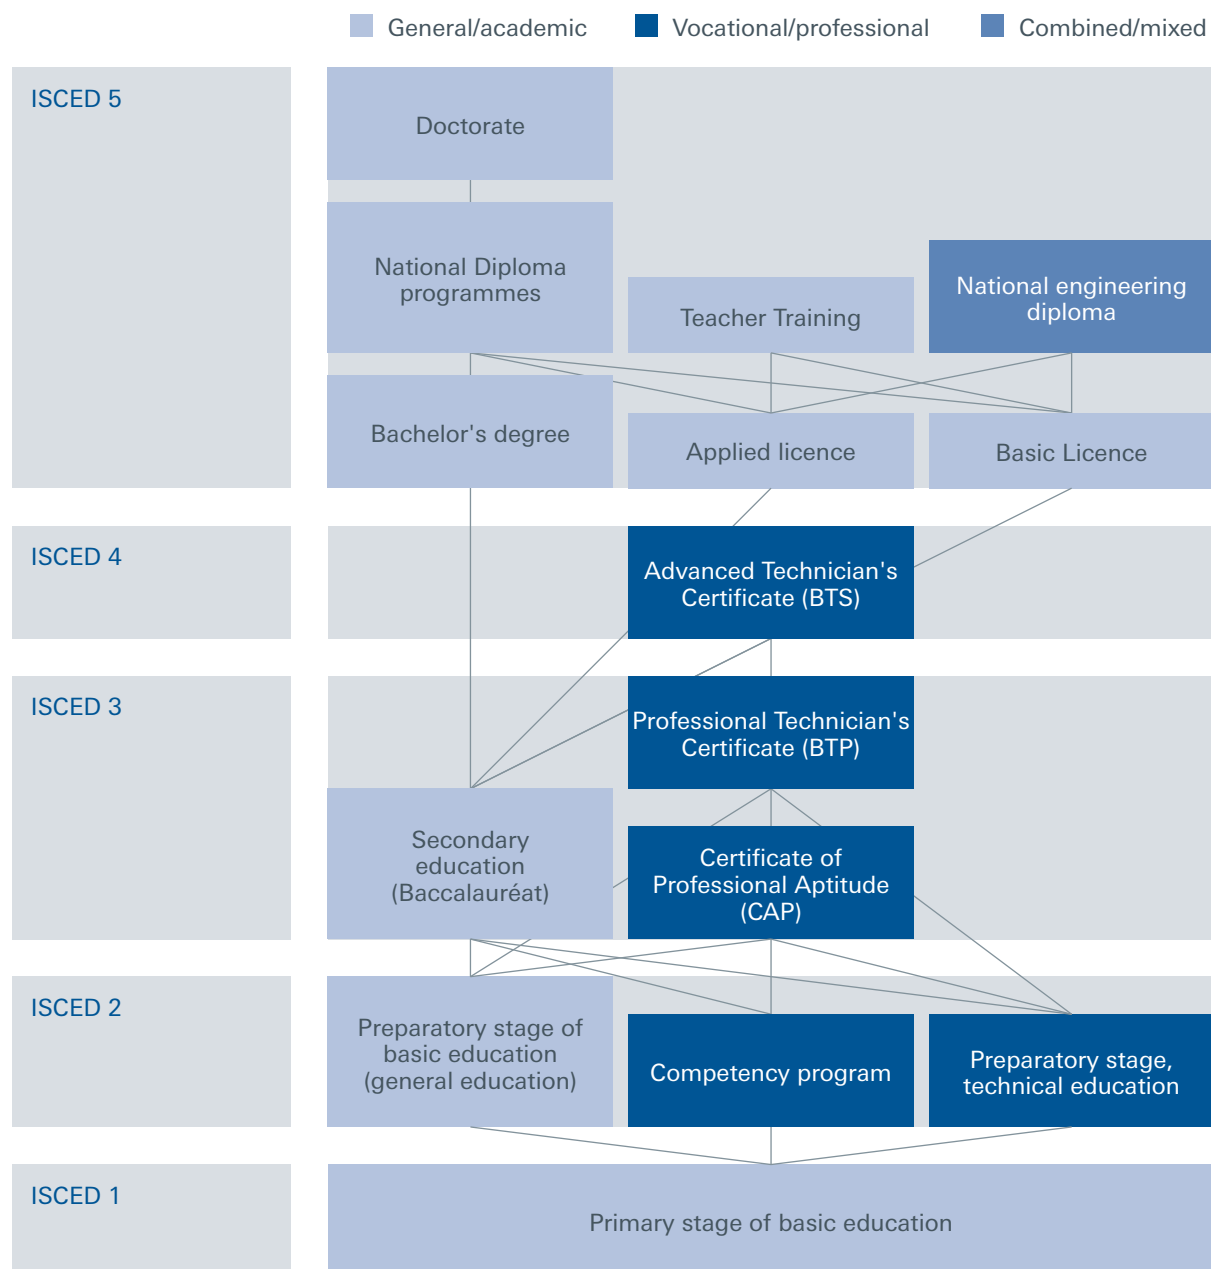 General/academic
Vocational/professional
Combined/mixed
ISCED 5
Doctorate
National Diploma
programmes
Teacher Training
National engineering
diploma
Bachelor's degree
Applied licence
Basic Licence
ISCED 4
Advanced Technician's
Certificate (BTS)
ISCED 3
Professional Technician's
Certificate (BTP)
Secondary
education
(Baccalauréat)
Certificate of
Professional Aptitude
(CAP)
ISCED 2
Preparatory stage of
basic education
(general education)
Competency program
Preparatory stage,
technical education
ISCED 1
Primary stage of basic education